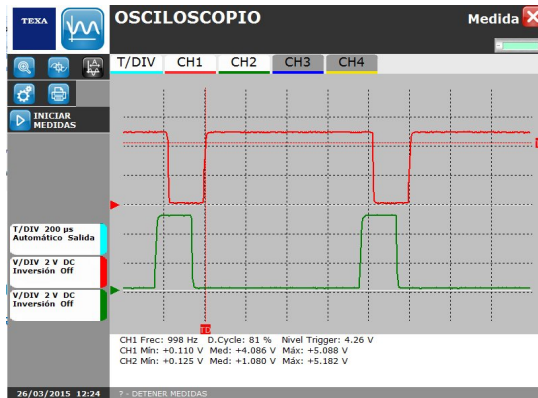 TEXA
OSCILOSCOPIO
Medida
T/DIV CH1 CH2 CH3 CH4
INICIAR
MEDIDAS
T/DIV 200 µs
Automático Salida
V/DIV 2 V DC
Inversión Off
V/DIV 2 V DC
Inversión Off
CH1 Frec: 998 Hz D.Cycle: 81 % Nivel Trigger: 4.26 V
CH1 Mín: +0.110 V Med: +4.086 V Máx: +5.088 V
CH2 Mín: +0.125 V Med: +1.080 V Máx: +5.182 V
26/03/2015 12:24
? - DETENER MEDIDAS